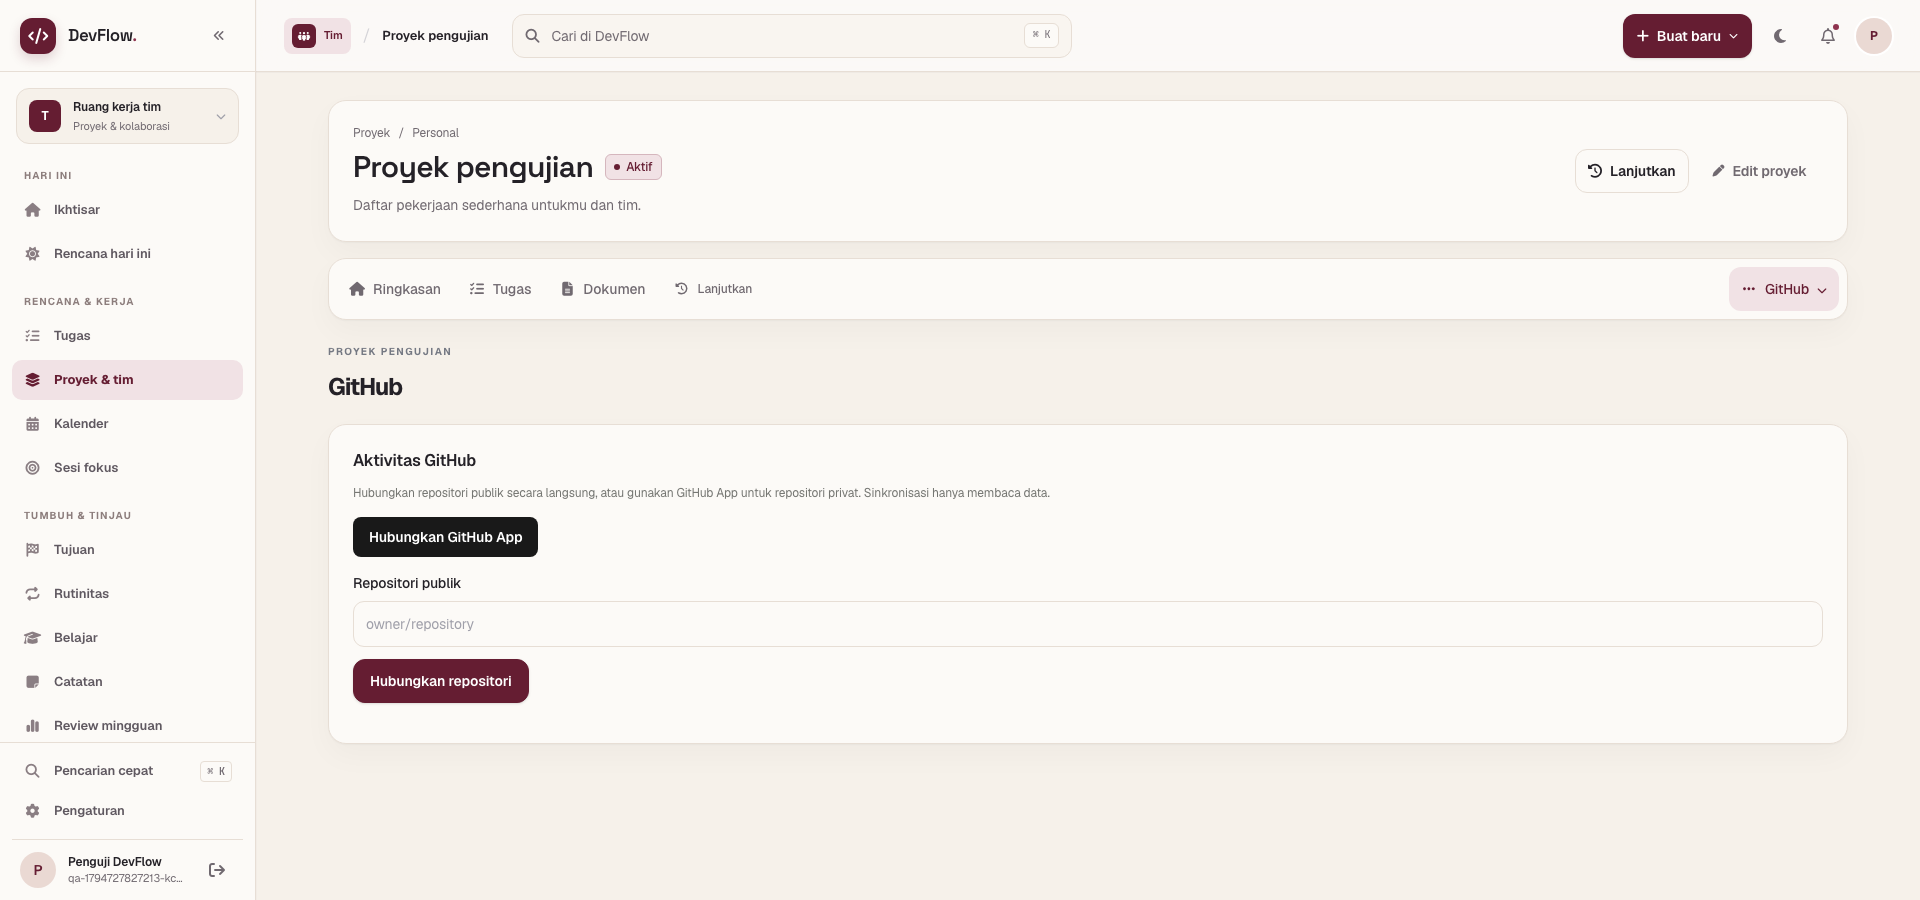 DevFlow.
Tim / Proyek pengujian
Cari di DevFlow
⌘ K
Buat baru
P
T
Ruang kerja tim
Proyek & kolaborasi
HARI INI
Ikhtisar
Rencana hari ini
RENCANA & KERJA
Tugas
Proyek & tim
Kalender
Sesi fokus
TUMBUH & TINJAU
Tujuan
Rutinitas
Belajar
Catatan
Review mingguan
Pencarian cepat
⌘ K
Pengaturan
P
Penguji DevFlow
qa-1794727827213-kc...
Proyek / Personal
Proyek pengujian
Aktif
Daftar pekerjaan sederhana untukmu dan tim.
Lanjutkan
Edit proyek
Ringkasan
Tugas
Dokumen
Lanjutkan
GitHub
PROYEK PENGUJIAN
GitHub
Aktivitas GitHub
Hubungkan repositori publik secara langsung, atau gunakan GitHub App untuk repositori privat. Sinkronisasi hanya membaca data.
Hubungkan GitHub App
Repositori publik
owner/repository
Hubungkan repositori